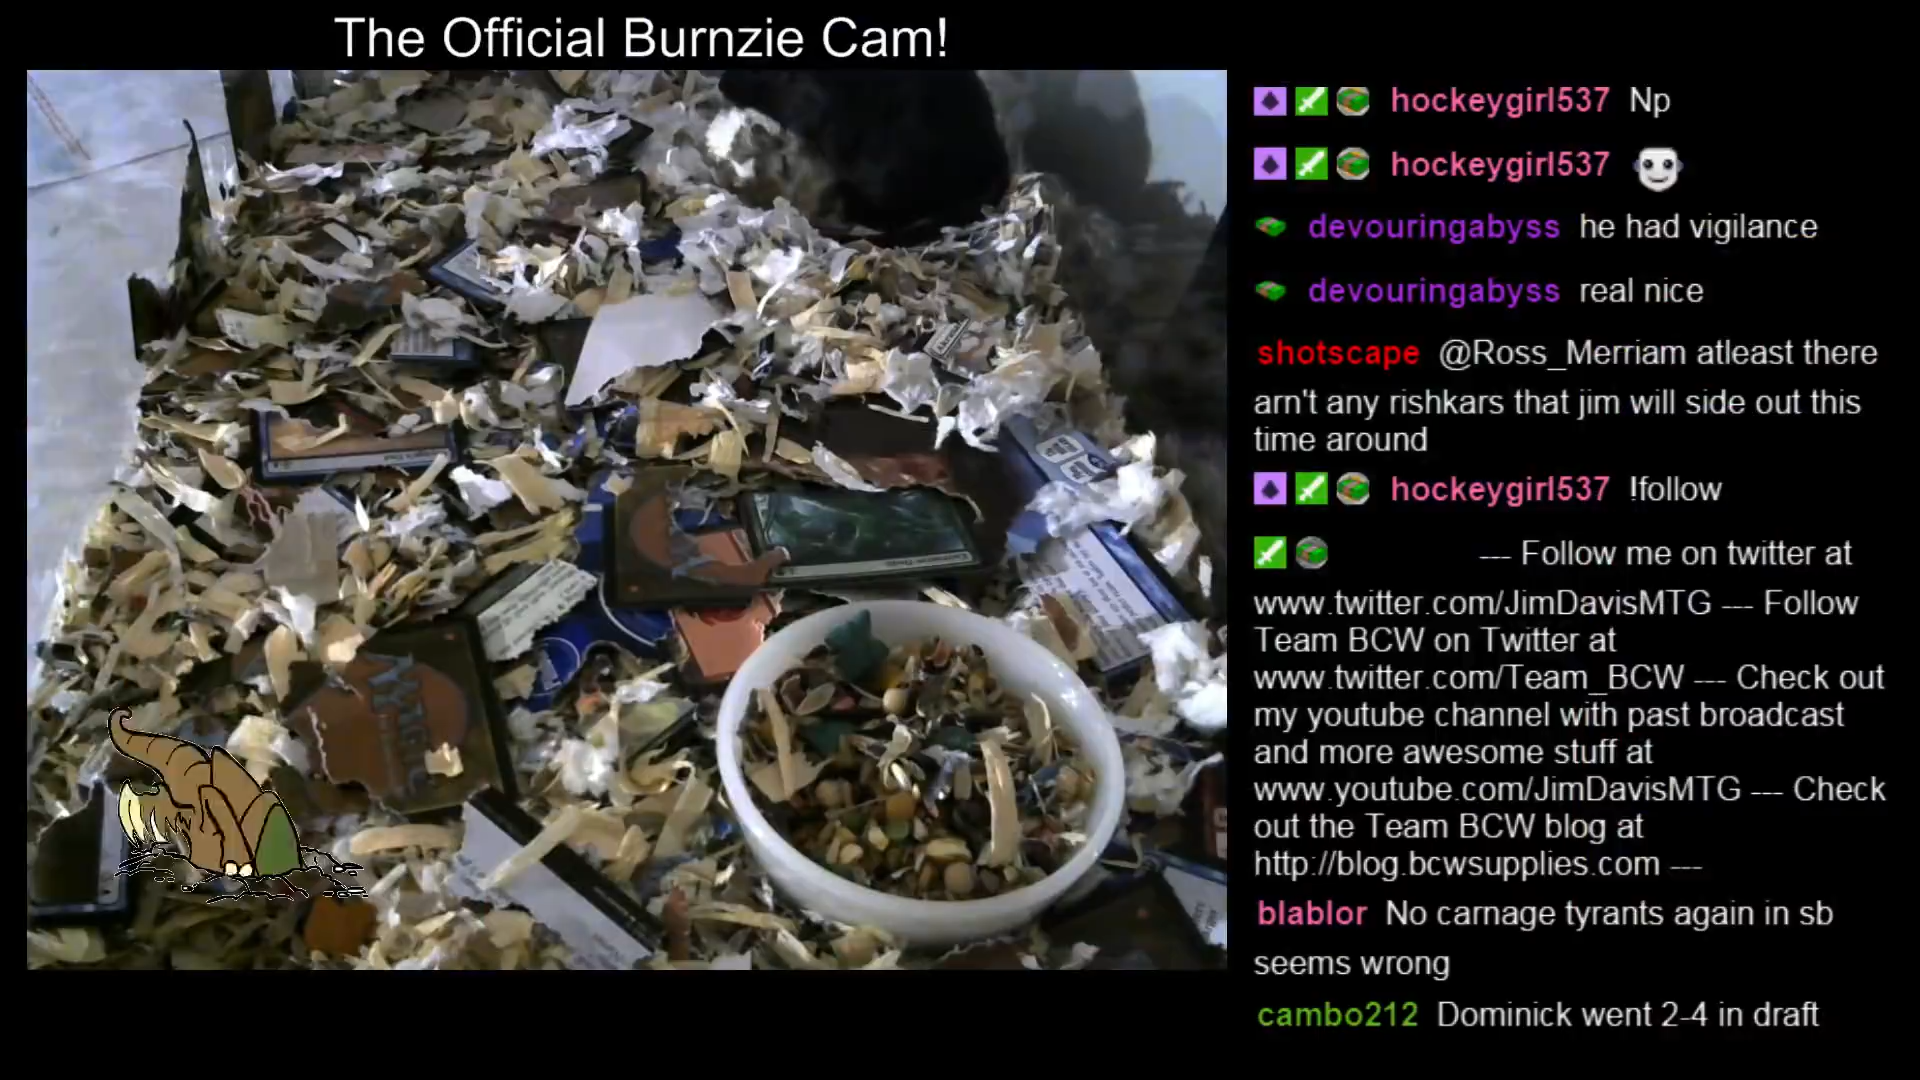 The Official Burnzie Cam!
hockeygirl537 Np
hockeygirl537
devouringabyss he had vigilance
devouringabyss real nice
shotscape @Ross_Merriam atleast there
arn't any rishkars that jim will side out this
time around
hockeygirl537 !follow
--- Follow me on twitter at
www.twitter.com/JimDavisMTG --- Follow
Team BCW on Twitter at
www.twitter.com/Team_BCW --- Check out
my youtube channel with past broadcast
and more awesome stuff at
www.youtube.com/JimDavisMTG --- Check
out the Team BCW blog at
http://blog.bcwsupplies.com ---
blablor No carnage tyrants again in sb
seems wrong
cambo212 Dominick went 2-4 in draft